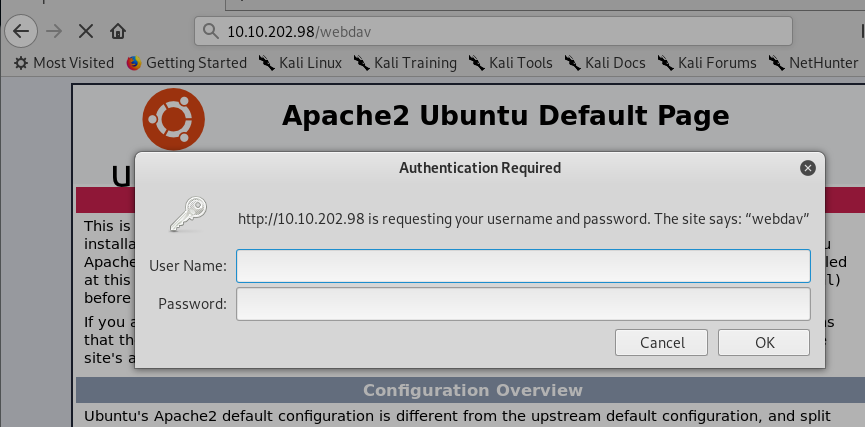 10.10.202.98/webdav
Most Visited Getting Started Kali Linux Kali Training Kali Tools Kali Docs Kali Forums NetHunter
Apache2 Ubuntu Default Page
Authentication Required
http://10.10.202.98 is requesting your username and password. The site says: “webdav”
User Name:
Password:
Cancel OK
This is
installa
Apache
at this
before
If you a
that th
site's a
Configuration Overview
Ubuntu's Apache2 default configuration is different from the upstream default configuration, and split